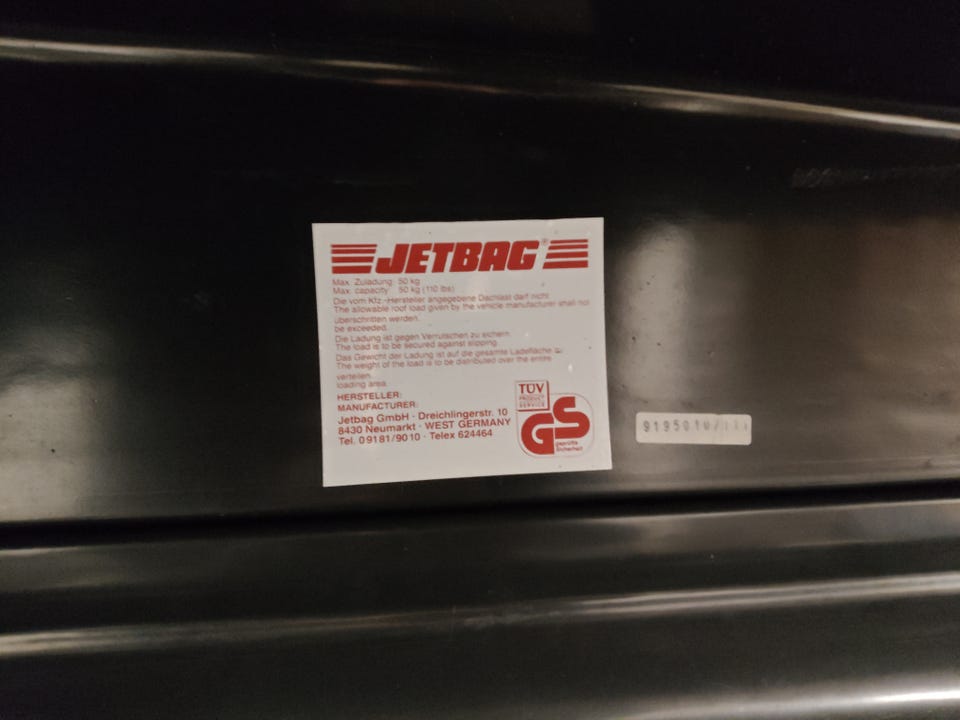 JETBAG®
Max. Zuladung: 50 kg
Max. capacity 50 kg (110 lbs)
Die vom Kfz.-Hersteller angegebene Dachlast darf nicht
The allowable roof load given by the vehicle manufacturer shall not
überschritten werden.
be exceeded.
Die Ladung ist gegen Verrutschen zu sichern.
The load is to be secured against slipping.
Das Gewicht der Ladung ist auf die gesamte Ladefläche zu
The weight of the load is to be distributed over the entire
verteilen.
loading area.
HERSTELLER:
MANUFACTURER:
Jetbag GmbH · Dreichlingerstr. 10
8430 Neumarkt · WEST GERMANY
Tel. 09181/9010 · Telex 624464
TÜV
PRODUCT
SERVICE
GS
geprüfte
Sicherheit